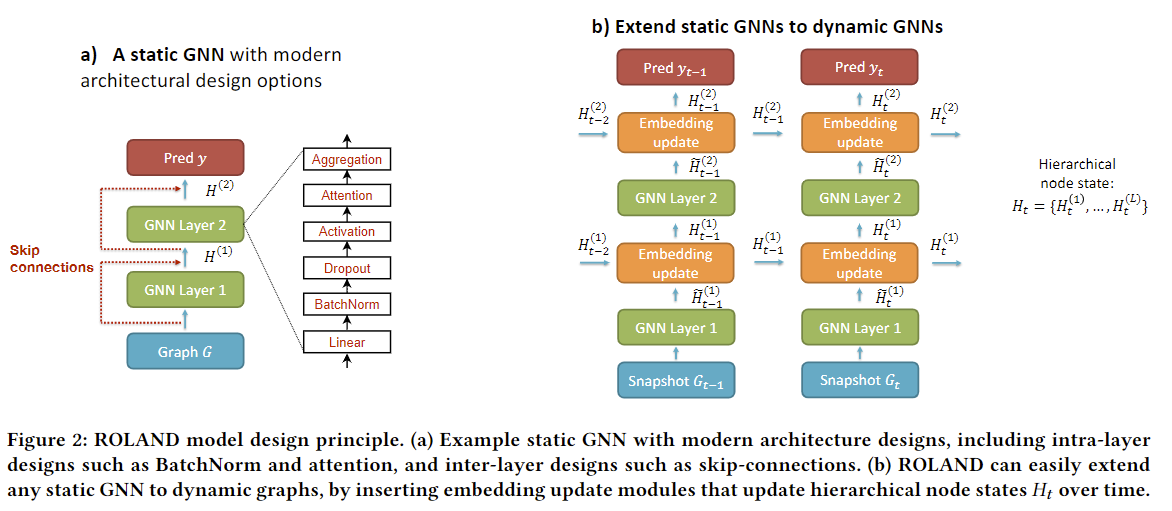 a) A static GNN with modern
architectural design options
Pred y
H^(2)
GNN Layer 2
Skip
connections
H^(1)
GNN Layer 1
Graph G
Aggregation
Attention
Activation
Dropout
BatchNorm
Linear
b) Extend static GNNs to dynamic GNNs
Pred y_{t−1}
Pred y_t
H_{t−1}^{(2)}
H_t^{(2)}
H_{t−2}^{(2)}
Embedding
update
H_{t−1}^{(2)}
Embedding
update
H_t^{(2)}
H̃_{t−1}^{(2)}
H̃_t^{(2)}
GNN Layer 2
GNN Layer 2
H_{t−1}^{(1)}
H_t^{(1)}
H_{t−2}^{(1)}
Embedding
update
H_{t−1}^{(1)}
Embedding
update
H_t^{(1)}
H̃_{t−1}^{(1)}
H̃_t^{(1)}
GNN Layer 1
GNN Layer 1
Snapshot G_{t−1}
Snapshot G_t
Hierarchical
node state:
H_t = {H_t^{(1)}, ..., H_t^{(L)}}
Figure 2: ROLAND model design principle. (a) Example static GNN with modern architecture designs, including intra-layer
designs such as BatchNorm and attention, and inter-layer designs such as skip-connections. (b) ROLAND can easily extend
any static GNN to dynamic graphs, by inserting embedding update modules that update hierarchical node states H_t over time.